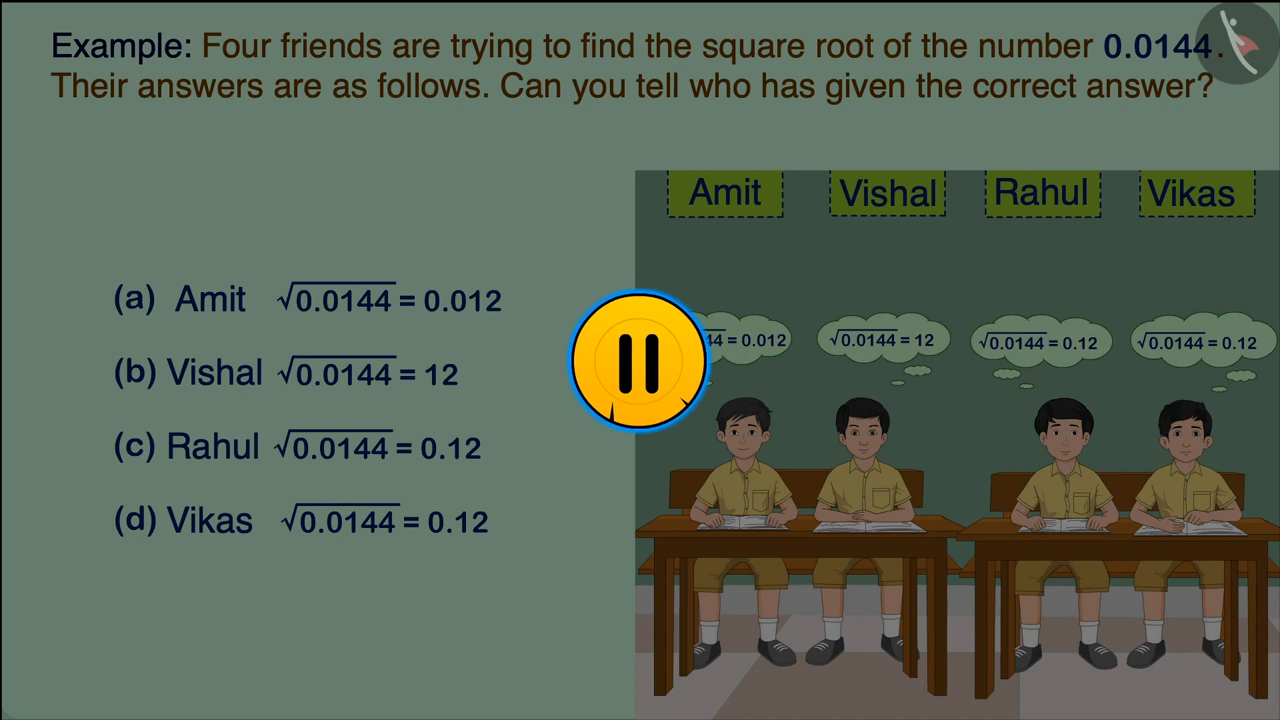 Example: Four friends are trying to find the square root of the number 0.0144.
Their answers are as follows. Can you tell who has given the correct answer?
Amit Vishal Rahul Vikas
(a) Amit √0.0144 = 0.012
(b) Vishal √0.0144 = 12
(c) Rahul √0.0144 = 0.12
(d) Vikas √0.0144 = 0.12
44 = 0.012
√0.0144 = 12
√0.0144 = 0.12
√0.0144 = 0.12